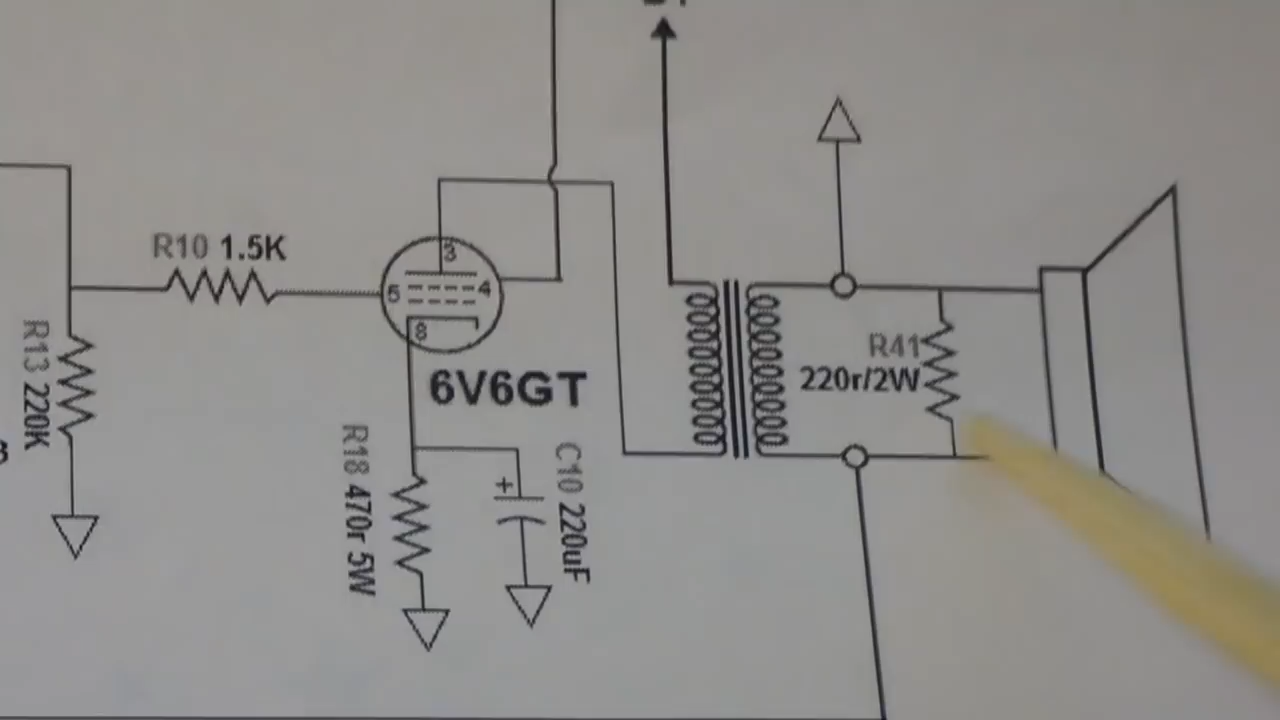 R10 1.5K
3
5
4
8
6V6GT
R13 220K
R18 470r 5W
+
C10 220uF
R41
220r/2W